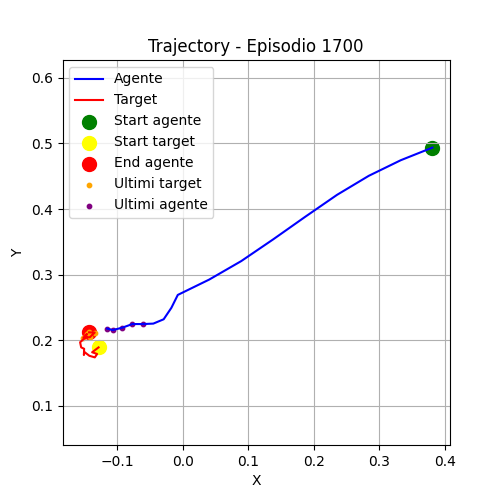 Trajectory - Episodio 1700
Agente
Target
Start agente
Start target
End agente
Ultimi target
Ultimi agente
Y
0.6
0.5
0.4
0.3
0.2
0.1
−0.1
0.0
0.1
0.2
0.3
0.4
X